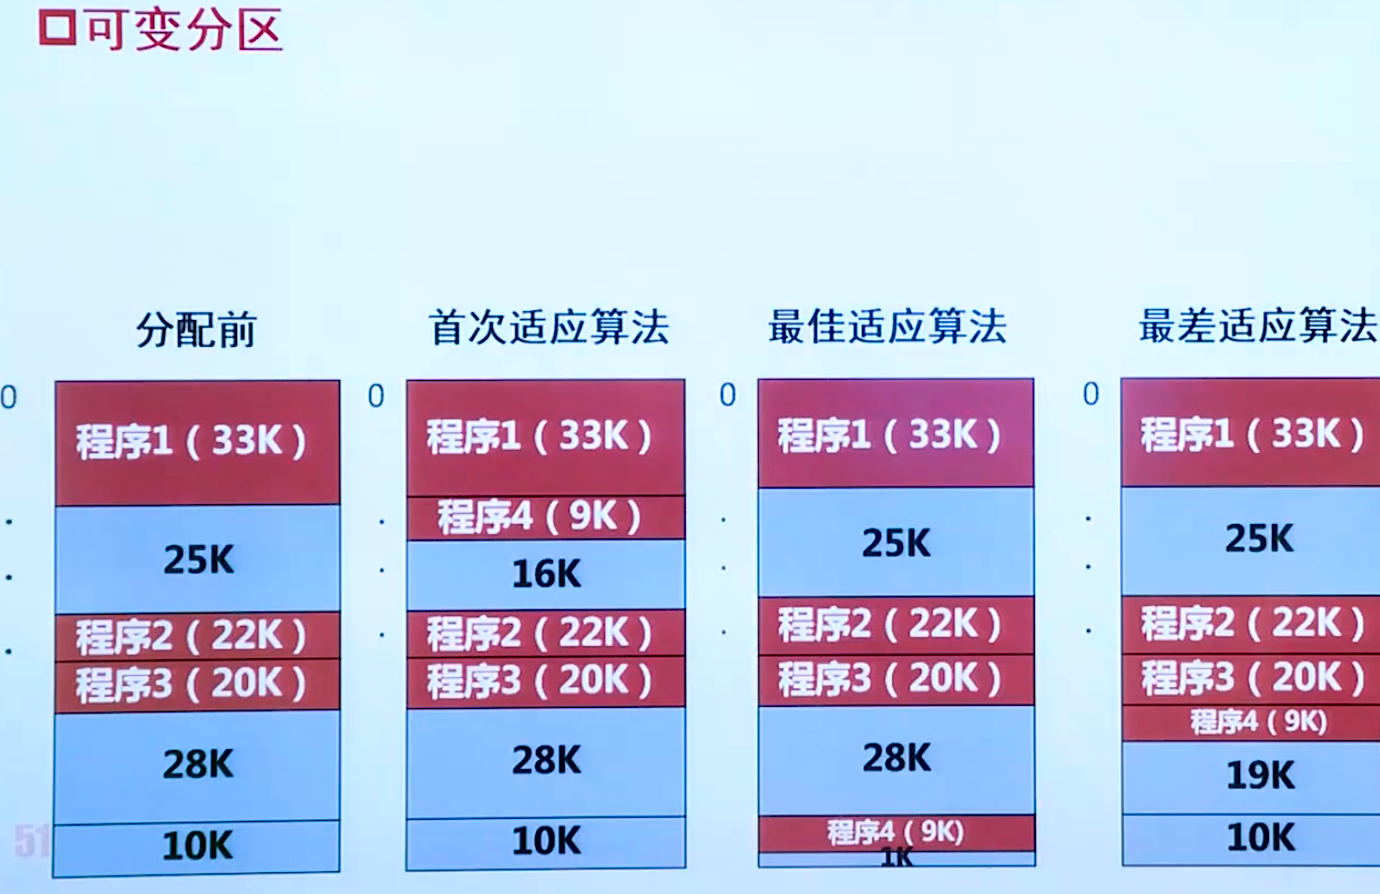 可变分区
分配前
0
程序1（33K）
25K
程序2（22K）
程序3（20K）
28K
10K
首次适应算法
0
程序1（33K）
程序4（9K）
16K
程序2（22K）
程序3（20K）
28K
10K
最佳适应算法
0
程序1（33K）
25K
程序2（22K）
程序3（20K）
28K
程序4（9K)
1K
最差适应算法
0
程序1（33K）
25K
程序2（22K）
程序3（20K）
程序4（9K)
19K
10K
51